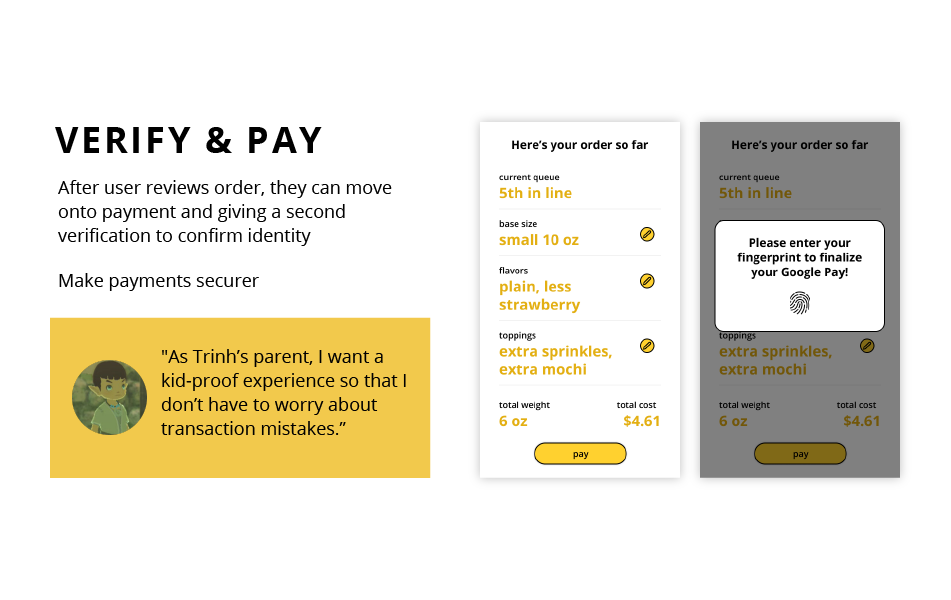 VERIFY & PAY
After user reviews order, they can move
onto payment and giving a second
verification to confirm identity
Make payments securer
"As Trinh’s parent, I want a
kid-proof experience so that I
don’t have to worry about
transaction mistakes.”
Here’s your order so far
current queue
5th in line
base size
small 10 oz
flavors
plain, less
strawberry
toppings
extra sprinkles,
extra mochi
total weight total cost
6 oz $4.61
pay
Here’s your order so far
current queue
5th in line
Please enter your
fingerprint to finalize
your Google Pay!
toppings
extra sprinkles,
extra mochi
total weight total cost
6 oz $4.61
pay